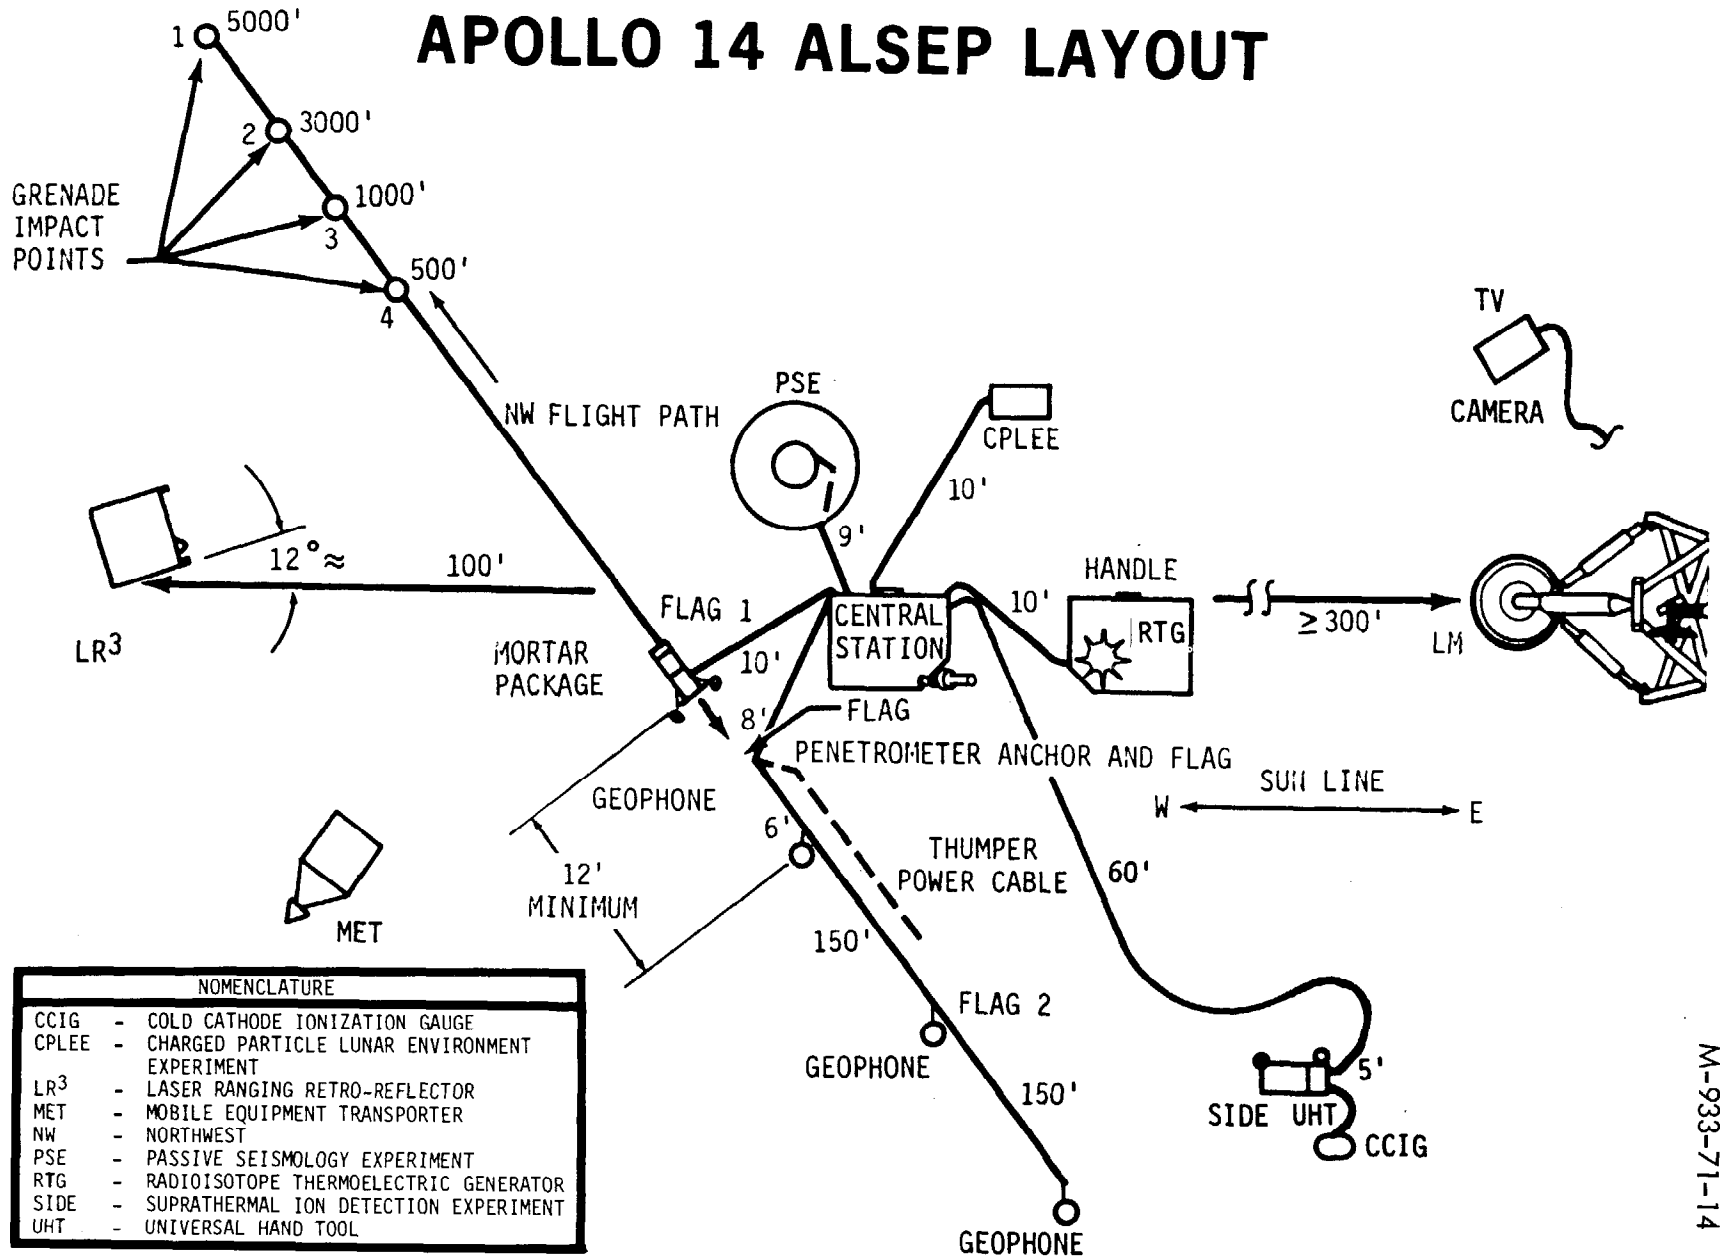 APOLLO 14 ALSEP LAYOUT
1 5000'
2 3000'
3 1000'
4 500'
GRENADE
IMPACT
POINTS
NW FLIGHT PATH
PSE
CPLEE
10'
9'
TV
CAMERA
LR³
12°≈
100'
FLAG 1
MORTAR
PACKAGE
10'
8'
CENTRAL
STATION
10'
HANDLE
RTG
≥300'
LM
FLAG
PENETROMETER ANCHOR AND FLAG
SUN LINE
W
E
GEOPHONE
6'
12'
MINIMUM
THUMPER
POWER CABLE
60'
150'
MET
FLAG 2
GEOPHONE
150'
GEOPHONE
5'
SIDE UHT
CCIG
NOMENCLATURE
CCIG - COLD CATHODE IONIZATION GAUGE
CPLEE - CHARGED PARTICLE LUNAR ENVIRONMENT
EXPERIMENT
LR³ - LASER RANGING RETRO-REFLECTOR
MET - MOBILE EQUIPMENT TRANSPORTER
NW - NORTHWEST
PSE - PASSIVE SEISMOLOGY EXPERIMENT
RTG - RADIOISOTOPE THERMOELECTRIC GENERATOR
SIDE - SUPRATHERMAL ION DETECTION EXPERIMENT
UHT - UNIVERSAL HAND TOOL
M-933-71-14